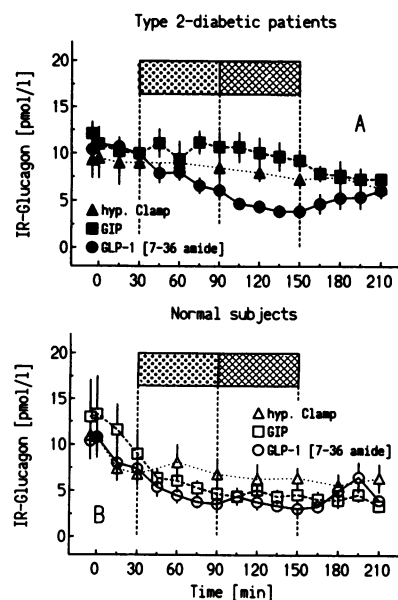 Type 2-diabetic patients
IR-Glucagon [pmol/l]
20
15
10
5
0
A
hyp. Clamp
GIP
GLP-1 [7-36 amide]
0 30 60 90 120 150 180 210
Normal subjects
IR-Glucagon [pmol/l]
20
15
10
5
0
hyp. Clamp
GIP
GLP-1 [7-36 amide]
B
0 30 60 90 120 150 180 210
Time [min]